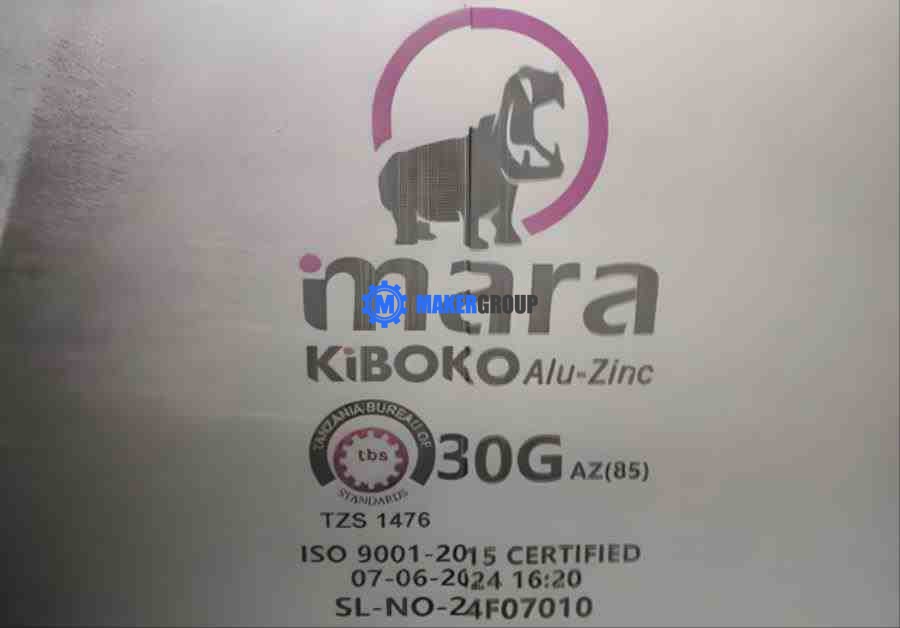 imara
M MAKERGROUP
KiBOKO Alu-Zinc
TANZANIA BUREAU OF
tbs
STANDARDS
30G AZ(85)
TZS 1476
ISO 9001-2015 CERTIFIED
07-06-2024 16:20
SL-NO-24F07010